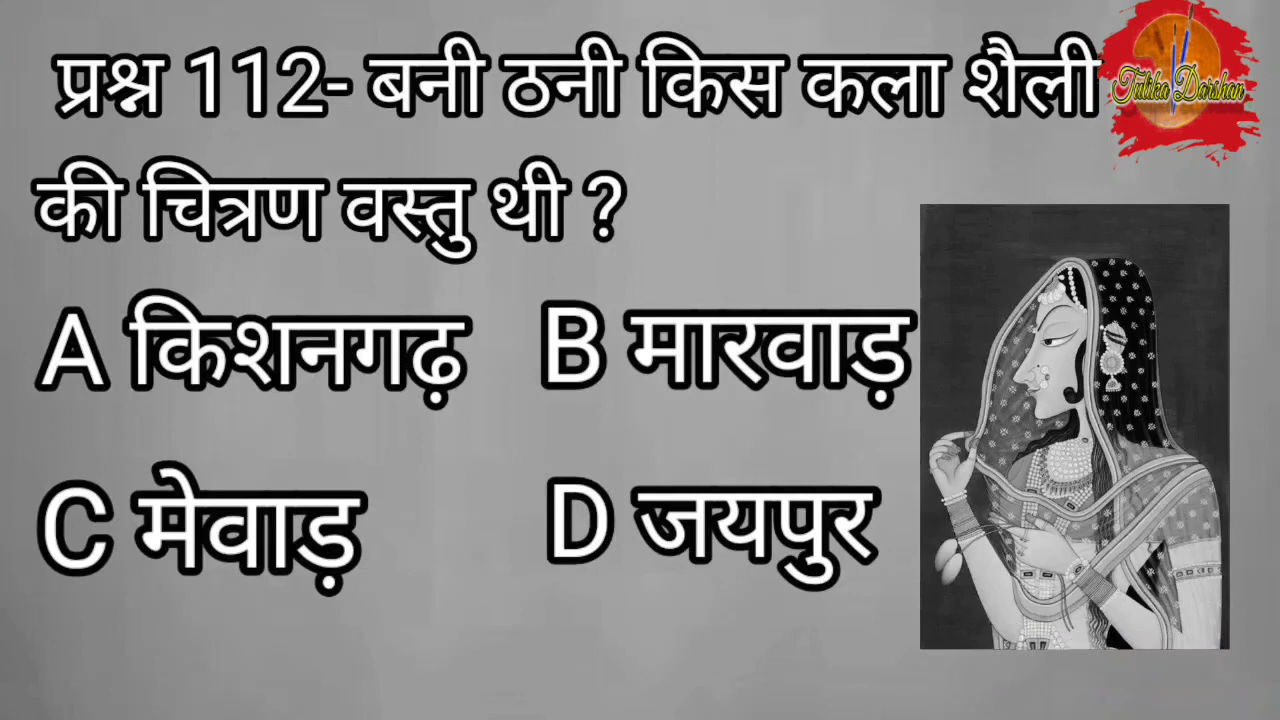 प्रश्न 112- बनी ठनी किस कला शैली
Tulika Darshan
की चित्रण वस्तु थी ?
A किशनगढ़ B मारवाड़
C मेवाड़ D जयपुर